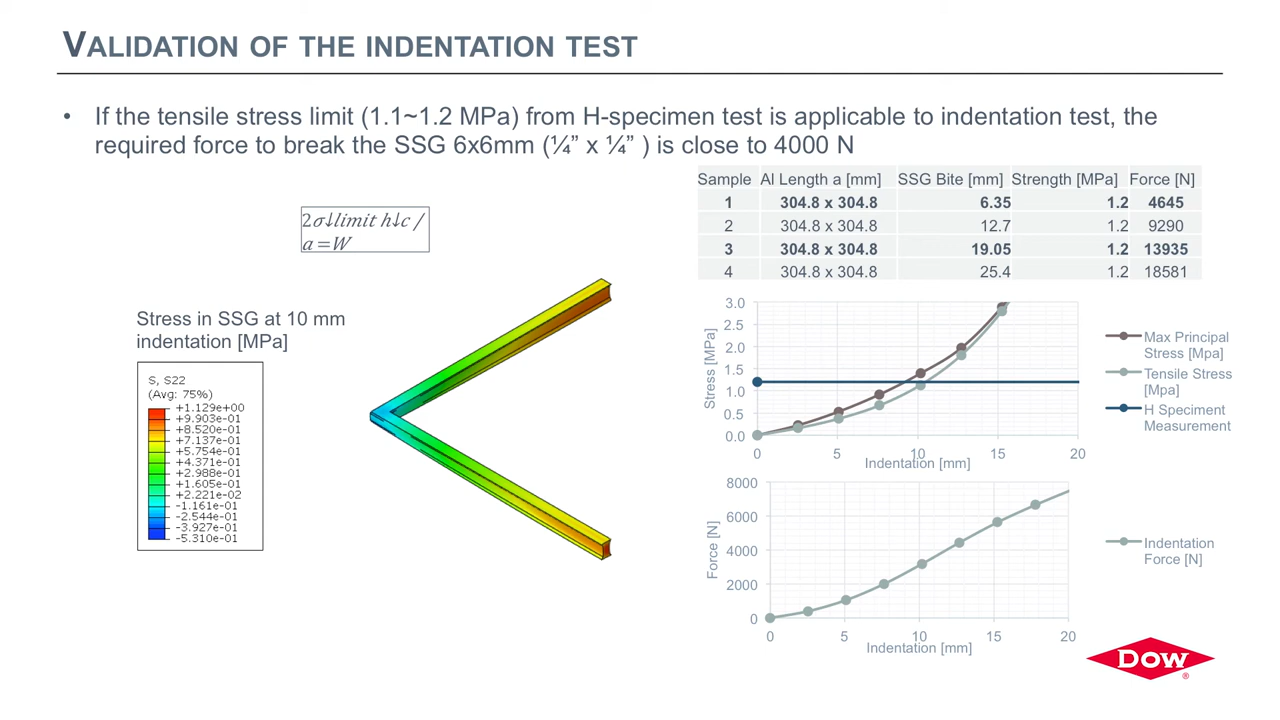 VALIDATION OF THE INDENTATION TEST
• If the tensile stress limit (1.1~1.2 MPa) from H-specimen test is applicable to indentation test, the
required force to break the SSG 6x6mm (¼” x ¼” ) is close to 4000 N
2σ↓limit h↓c /
a =W
Stress in SSG at 10 mm
indentation [MPa]
S, S22
(Avg: 75%)
+1.129e+00
+9.903e-01
+8.520e-01
+7.137e-01
+5.754e-01
+4.371e-01
+2.988e-01
+1.605e-01
+2.221e-02
-1.161e-01
-2.544e-01
-3.927e-01
-5.310e-01
Sample Al Length a [mm] SSG Bite [mm] Strength [MPa] Force [N]
1 304.8 x 304.8 6.35 1.2 4645
2 304.8 x 304.8 12.7 1.2 9290
3 304.8 x 304.8 19.05 1.2 13935
4 304.8 x 304.8 25.4 1.2 18581
Stress [MPa]
3.0
2.5
2.0
1.5
1.0
0.5
0.0
0 5 10 15 20
Indentation [mm]
Max Principal
Stress [Mpa]
Tensile Stress
[Mpa]
H Speciment
Measurement
Force [N]
8000
6000
4000
2000
0
0 5 10 15 20
Indentation [mm]
Indentation
Force [N]
DOW
®